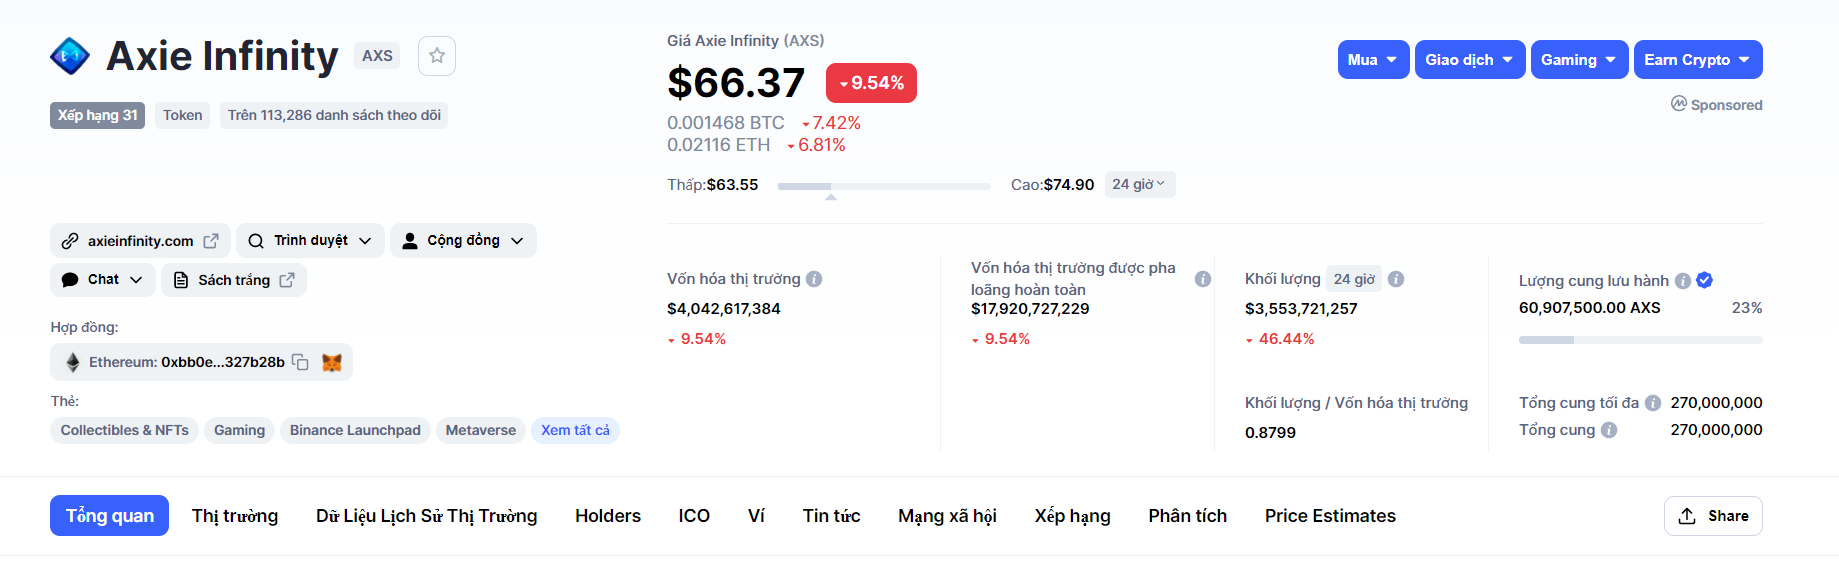 Axie Infinity AXS
Xếp hạng 31 Token Trên 113,286 danh sách theo dõi
axieinfinity.com Trình duyệt Cộng đồng
Chat Sách trắng
Hợp đồng:
Ethereum: 0xbb0e...327b28b
Thẻ:
Collectibles & NFTs Gaming Binance Launchpad Metaverse Xem tất cả
Giá Axie Infinity (AXS)
$66.37 9.54%
0.001468 BTC 7.42%
0.02116 ETH 6.81%
Thấp:$63.55 Cao:$74.90 24 giờ
Mua Giao dịch Gaming Earn Crypto
Sponsored
Vốn hóa thị trường
$4,042,617,384
9.54%
Vốn hóa thị trường được pha
loãng hoàn toàn
$17,920,727,229
9.54%
Khối lượng 24 giờ
$3,553,721,257
46.44%
Khối lượng / Vốn hóa thị trường
0.8799
Lượng cung lưu hành
60,907,500.00 AXS 23%
Tổng cung tối đa 270,000,000
Tổng cung 270,000,000
Tổng quan Thị trường Dữ Liệu Lịch Sử Thị Trường Holders ICO Ví Tin tức Mạng xã hội Xếp hạng Phân tích Price Estimates Share